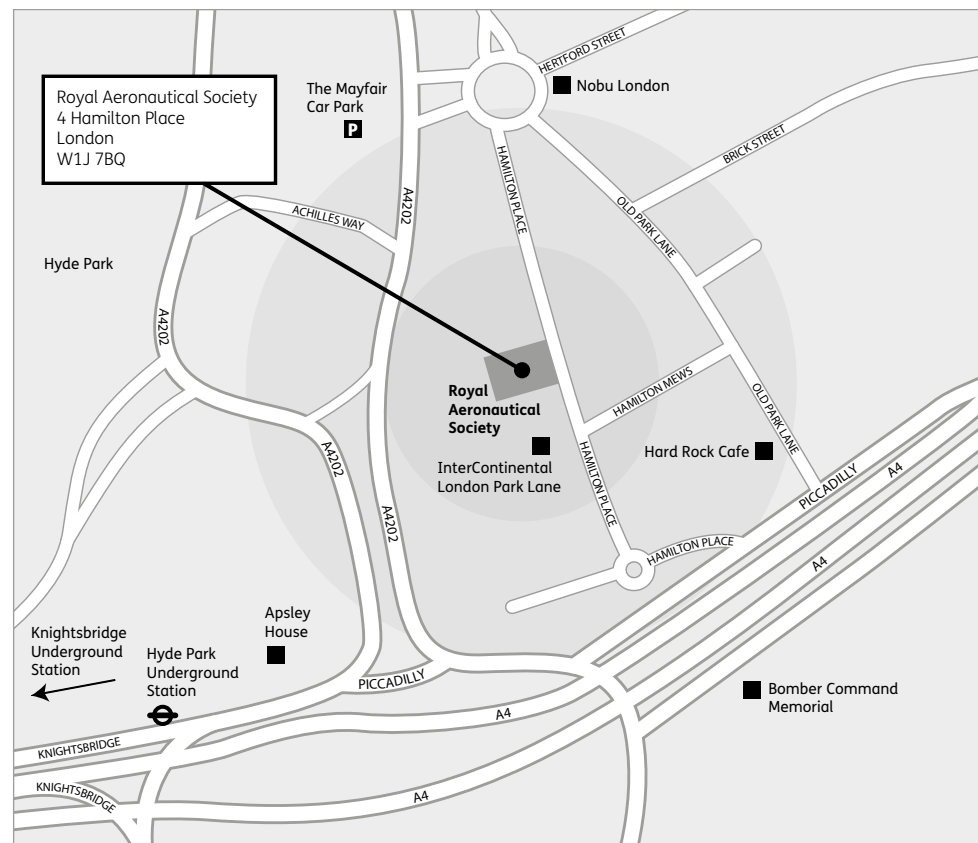 HERTFORD STREET
Royal Aeronautical Society
4 Hamilton Place
London
W1J 7BQ
The Mayfair
Car Park
P
Nobu London
BRICK STREET
HAMILTON PLACE
A4202
ACHILLES WAY
OLD PARK LANE
Hyde Park
A4202
Royal
Aeronautical
Society
HAMILTON MEWS
OLD PARK LANE
A4202
InterContinental
London Park Lane
HAMILTON PLACE
Hard Rock Cafe
PICCADILLY
A4
A4202
HAMILTON PLACE
A4
Knightsbridge
Underground
Station
Hyde Park
Underground
Station
Apsley
House
PICCADILLY
Bomber Command
Memorial
A4
KNIGHTSBRIDGE
KNIGHTSBRIDGE
A4